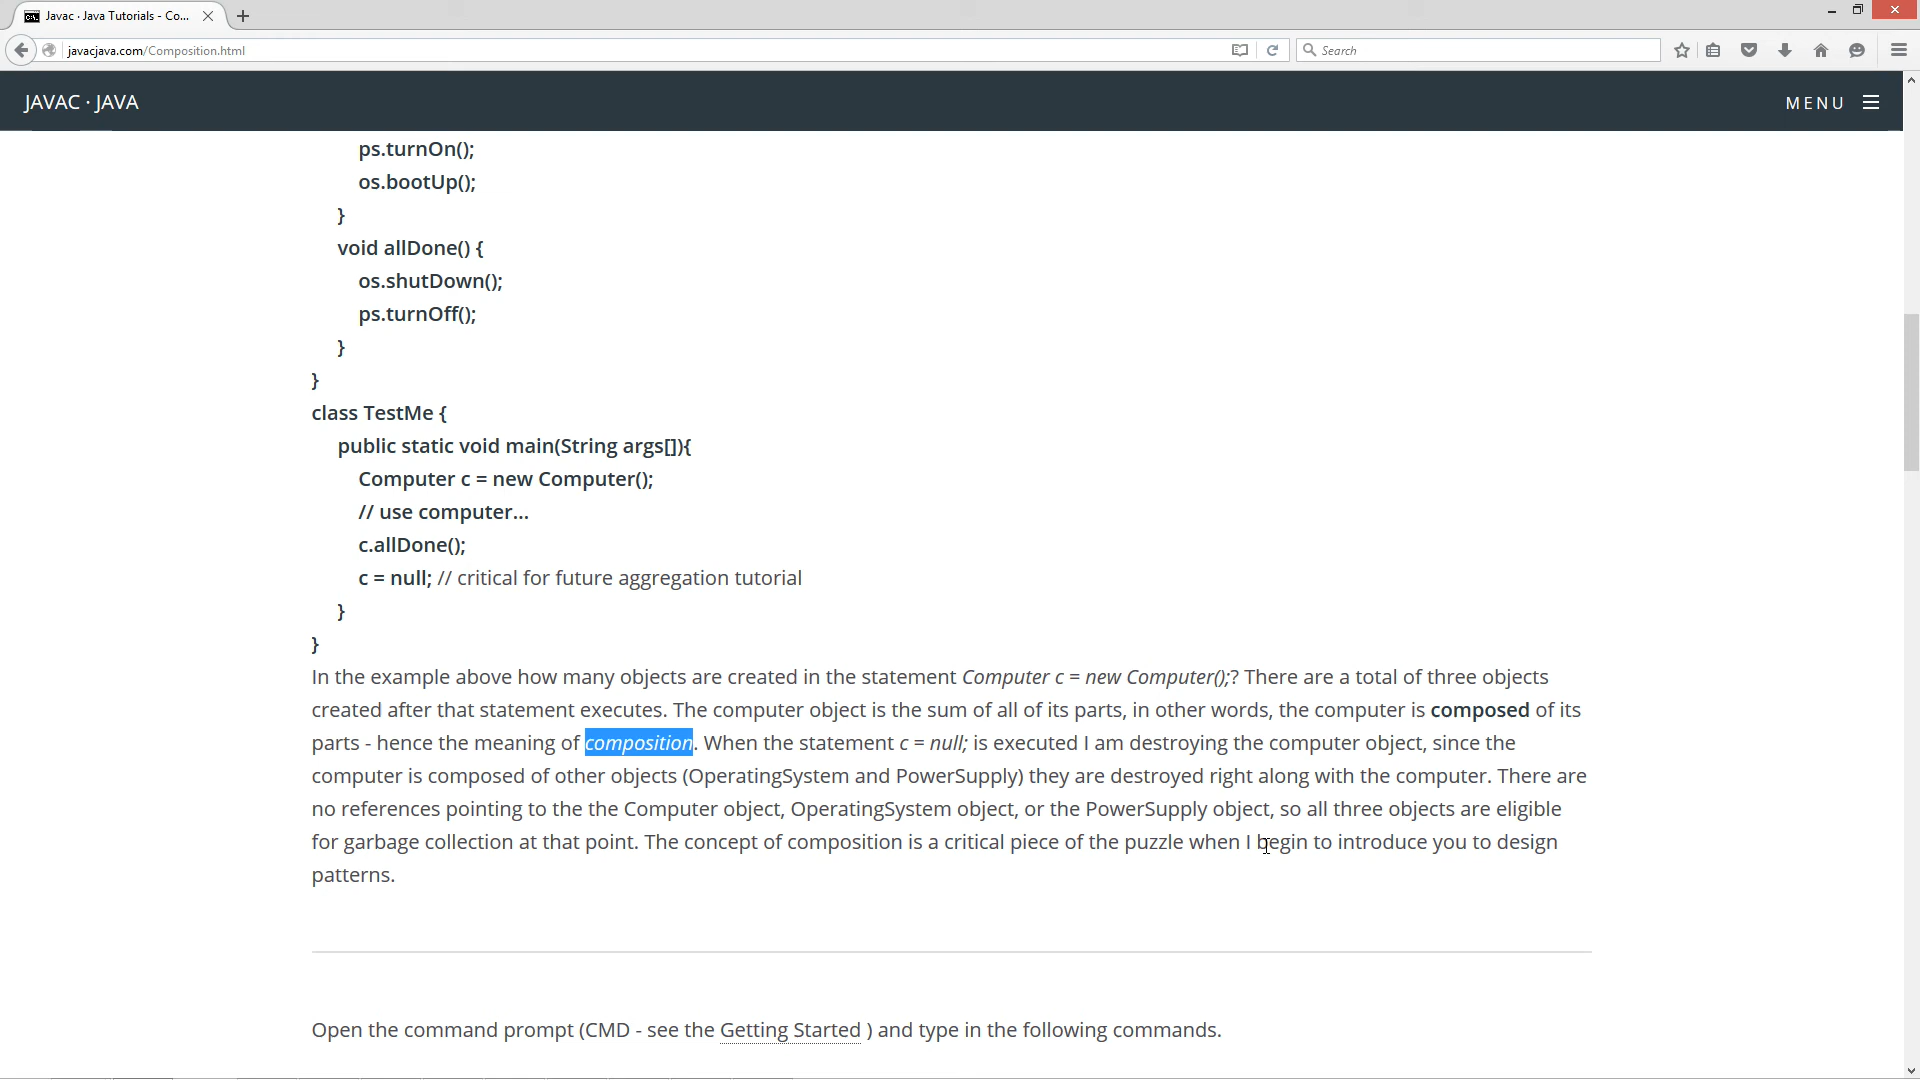 Javac · Java Tutorials - Co...
javacjava.com/Composition.html
Search
JAVAC · JAVA
MENU
ps.turnOn();
os.bootUp();
}
void allDone() {
os.shutDown();
ps.turnOff();
}
}
class TestMe {
public static void main(String args[]){
Computer c = new Computer();
// use computer...
c.allDone();
c = null; // critical for future aggregation tutorial
}
}
In the example above how many objects are created in the statement Computer c = new Computer();? There are a total of three objects
created after that statement executes. The computer object is the sum of all of its parts, in other words, the computer is composed of its
parts - hence the meaning of composition. When the statement c = null; is executed I am destroying the computer object, since the
computer is composed of other objects (OperatingSystem and PowerSupply) they are destroyed right along with the computer. There are
no references pointing to the the Computer object, OperatingSystem object, or the PowerSupply object, so all three objects are eligible
for garbage collection at that point. The concept of composition is a critical piece of the puzzle when I begin to introduce you to design
patterns.
Open the command prompt (CMD - see the Getting Started ) and type in the following commands.